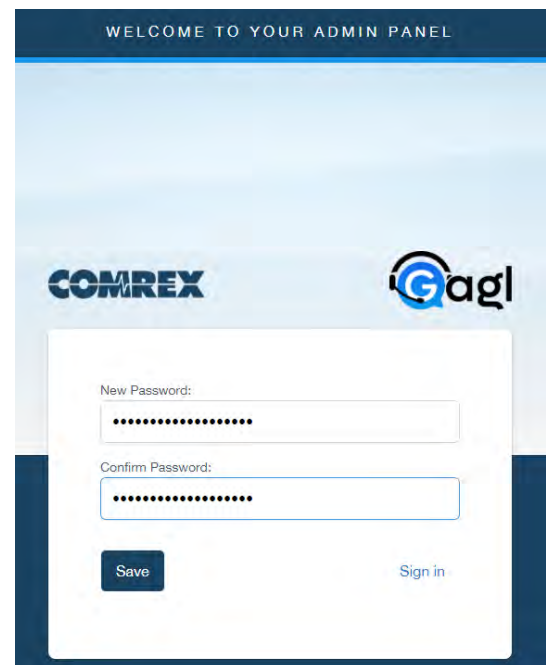 WELCOME TO YOUR ADMIN PANEL
COMREX Gagl
New Password:
•••••••••••••••••••
Confirm Password:
•••••••••••••••••••
Save Sign in